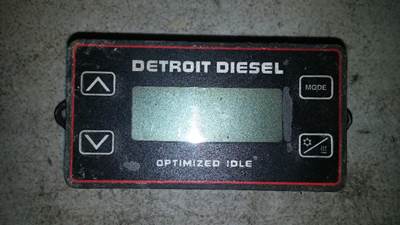 DETROIT DIESEL
MODE
OPTIMIZED IDLE